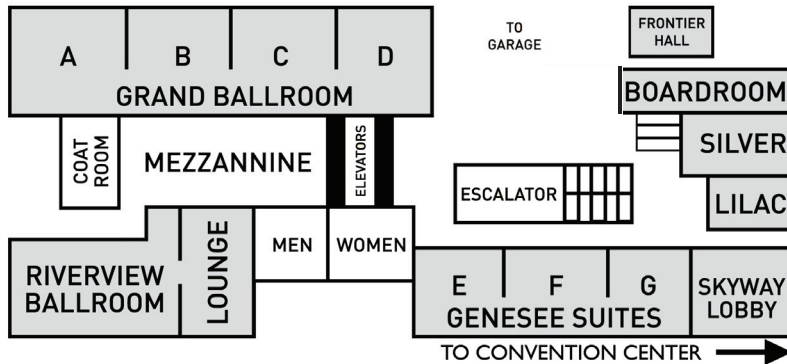 A B C D
GRAND BALLROOM
TO
GARAGE
FRONTIER
HALL
BOARDROOM
SILVER
LILAC
COAT
ROOM
MEZZANNINE
ELEVATORS
ESCALATOR
RIVERVIEW
BALLROOM
LOUNGE
MEN
WOMEN
E F G
GENESEE SUITES
SKYWAY
LOBBY
TO CONVENTION CENTER